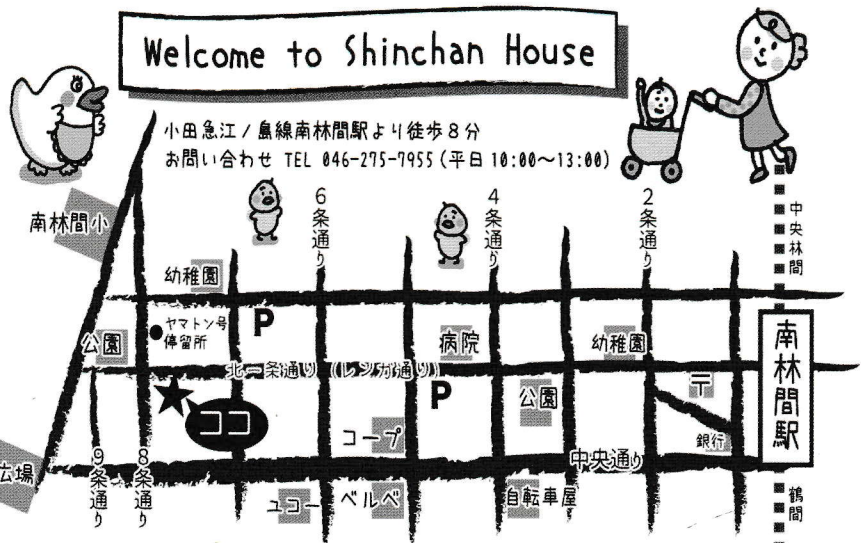 Welcome to Shinchan House
小田急江ノ島線南林間駅より徒歩8分
お問い合わせ TEL 046-275-7955(平日10:00～13:00)
南林間小
6条通り
4条通り
2条通り
中央林間
幼稚園
ヤマトン号
停留所
P
公園
病院
幼稚園
南林間駅
北一条通り(レンガ通り)
P
公園
〒
銀行
ココ
コープ
中央通り
広場
9条通り
8条通り
ユコー
ベルベ
自転車屋
鶴間